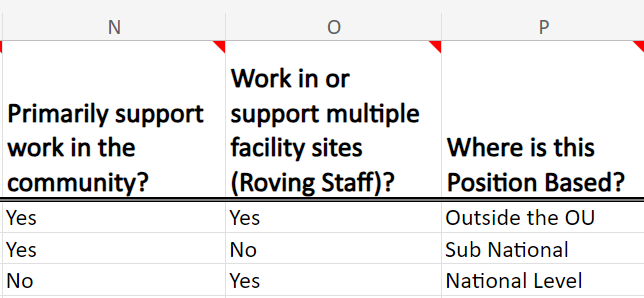 N O P
Primarily support
work in the
community?
Work in or
support multiple
facility sites
(Roving Staff)?
Where is this
Position Based?
Yes Yes Outside the OU
Yes No Sub National
No Yes National Level